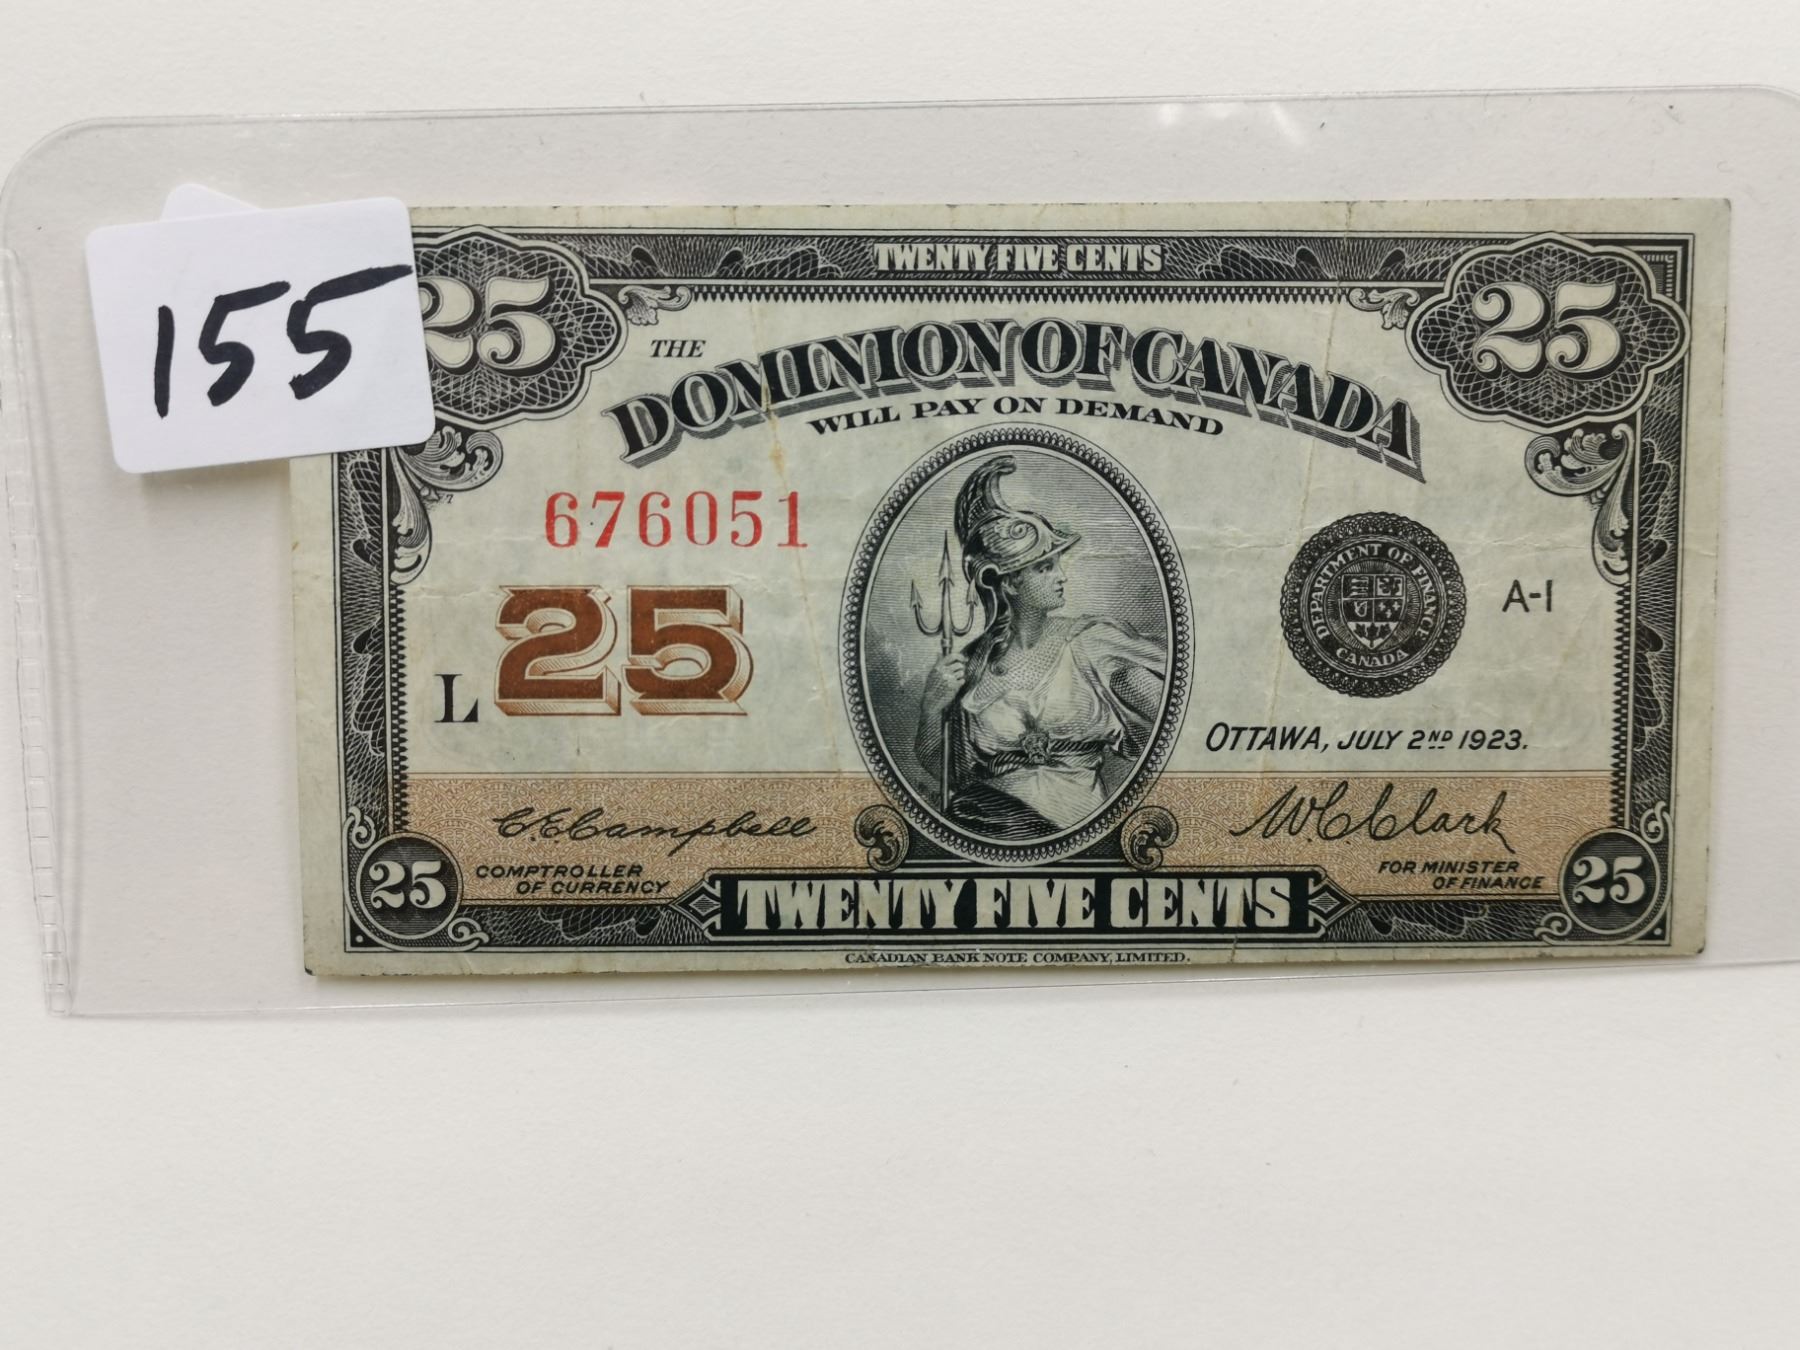 155
TWENTY FIVE CENTS
25
25
THE
DOMINION OF CANADA
WILL PAY ON DEMAND
676051
25
L
DEPARTMENT OF FINANCE
CANADA
A-1
OTTAWA, JULY 2ND 1923.
C.E. Campbell
W.C. Clark
COMPTROLLER
OF CURRENCY
FOR MINISTER
OF FINANCE
25
TWENTY FIVE CENTS
25
CANADIAN BANK NOTE COMPANY, LIMITED.